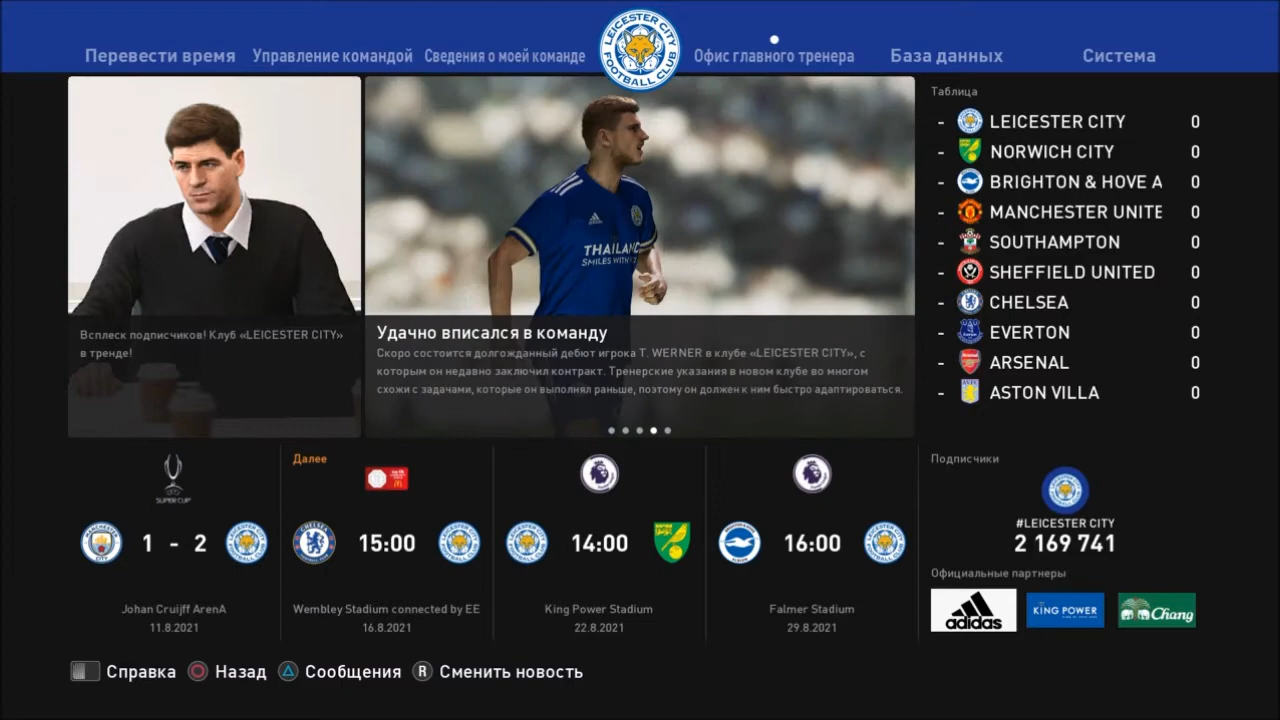 Перевести время
Управление командой
Сведения о моей команде
LEICESTER CITY
FOOTBALL CLUB
Офис главного тренера
База данных
Система
Всплеск подписчиков! Клуб «LEICESTER CITY»
в тренде!
THAILAND
SMILES WITH
Удачно вписался в команду
Скоро состоится долгожданный дебют игрока T. WERNER в клубе «LEICESTER CITY», с
которым он недавно заключил контракт. Тренерские указания в новом клубе во многом
схожи с задачами, которые он выполнял раньше, поэтому он должен к ним быстро адаптироваться.
Таблица
- LEICESTER CITY 0
- NORWICH CITY 0
- BRIGHTON & HOVE A 0
- MANCHESTER UNITE 0
- SOUTHAMPTON 0
- SHEFFIELD UNITED 0
- CHELSEA 0
- EVERTON 0
- ARSENAL 0
- ASTON VILLA 0
SUPER CUP
1 - 2
Johan Cruijff ArenA
11.8.2021
Далее
15:00
Wembley Stadium connected by EE
16.8.2021
14:00
King Power Stadium
22.8.2021
16:00
Falmer Stadium
29.8.2021
Подписчики
#LEICESTER CITY
2 169 741
Официальные партнеры
adidas
KING POWER
Chang
Справка
Назад
Сообщения
R Сменить новость